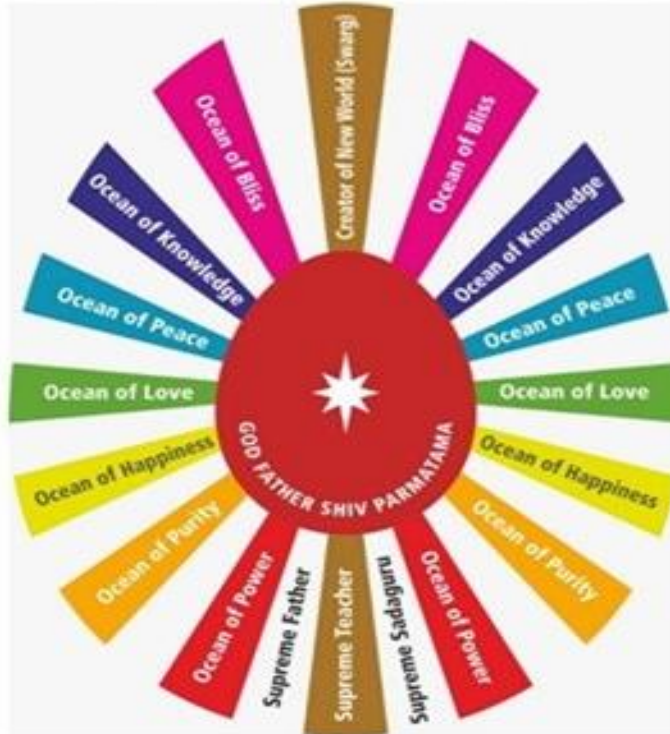 Creator of New World (Swarg)
Ocean of Bliss
Ocean of Bliss
Ocean of Knowledge
Ocean of Knowledge
Ocean of Peace
Ocean of Peace
Ocean of Love
Ocean of Love
GOD FATHER SHIV PARMATAMA
Ocean of Happiness
Ocean of Happiness
Ocean of Purity
Ocean of Purity
Ocean of Power
Supreme Father
Supreme Teacher
Supreme Sadaguru
Ocean of Power